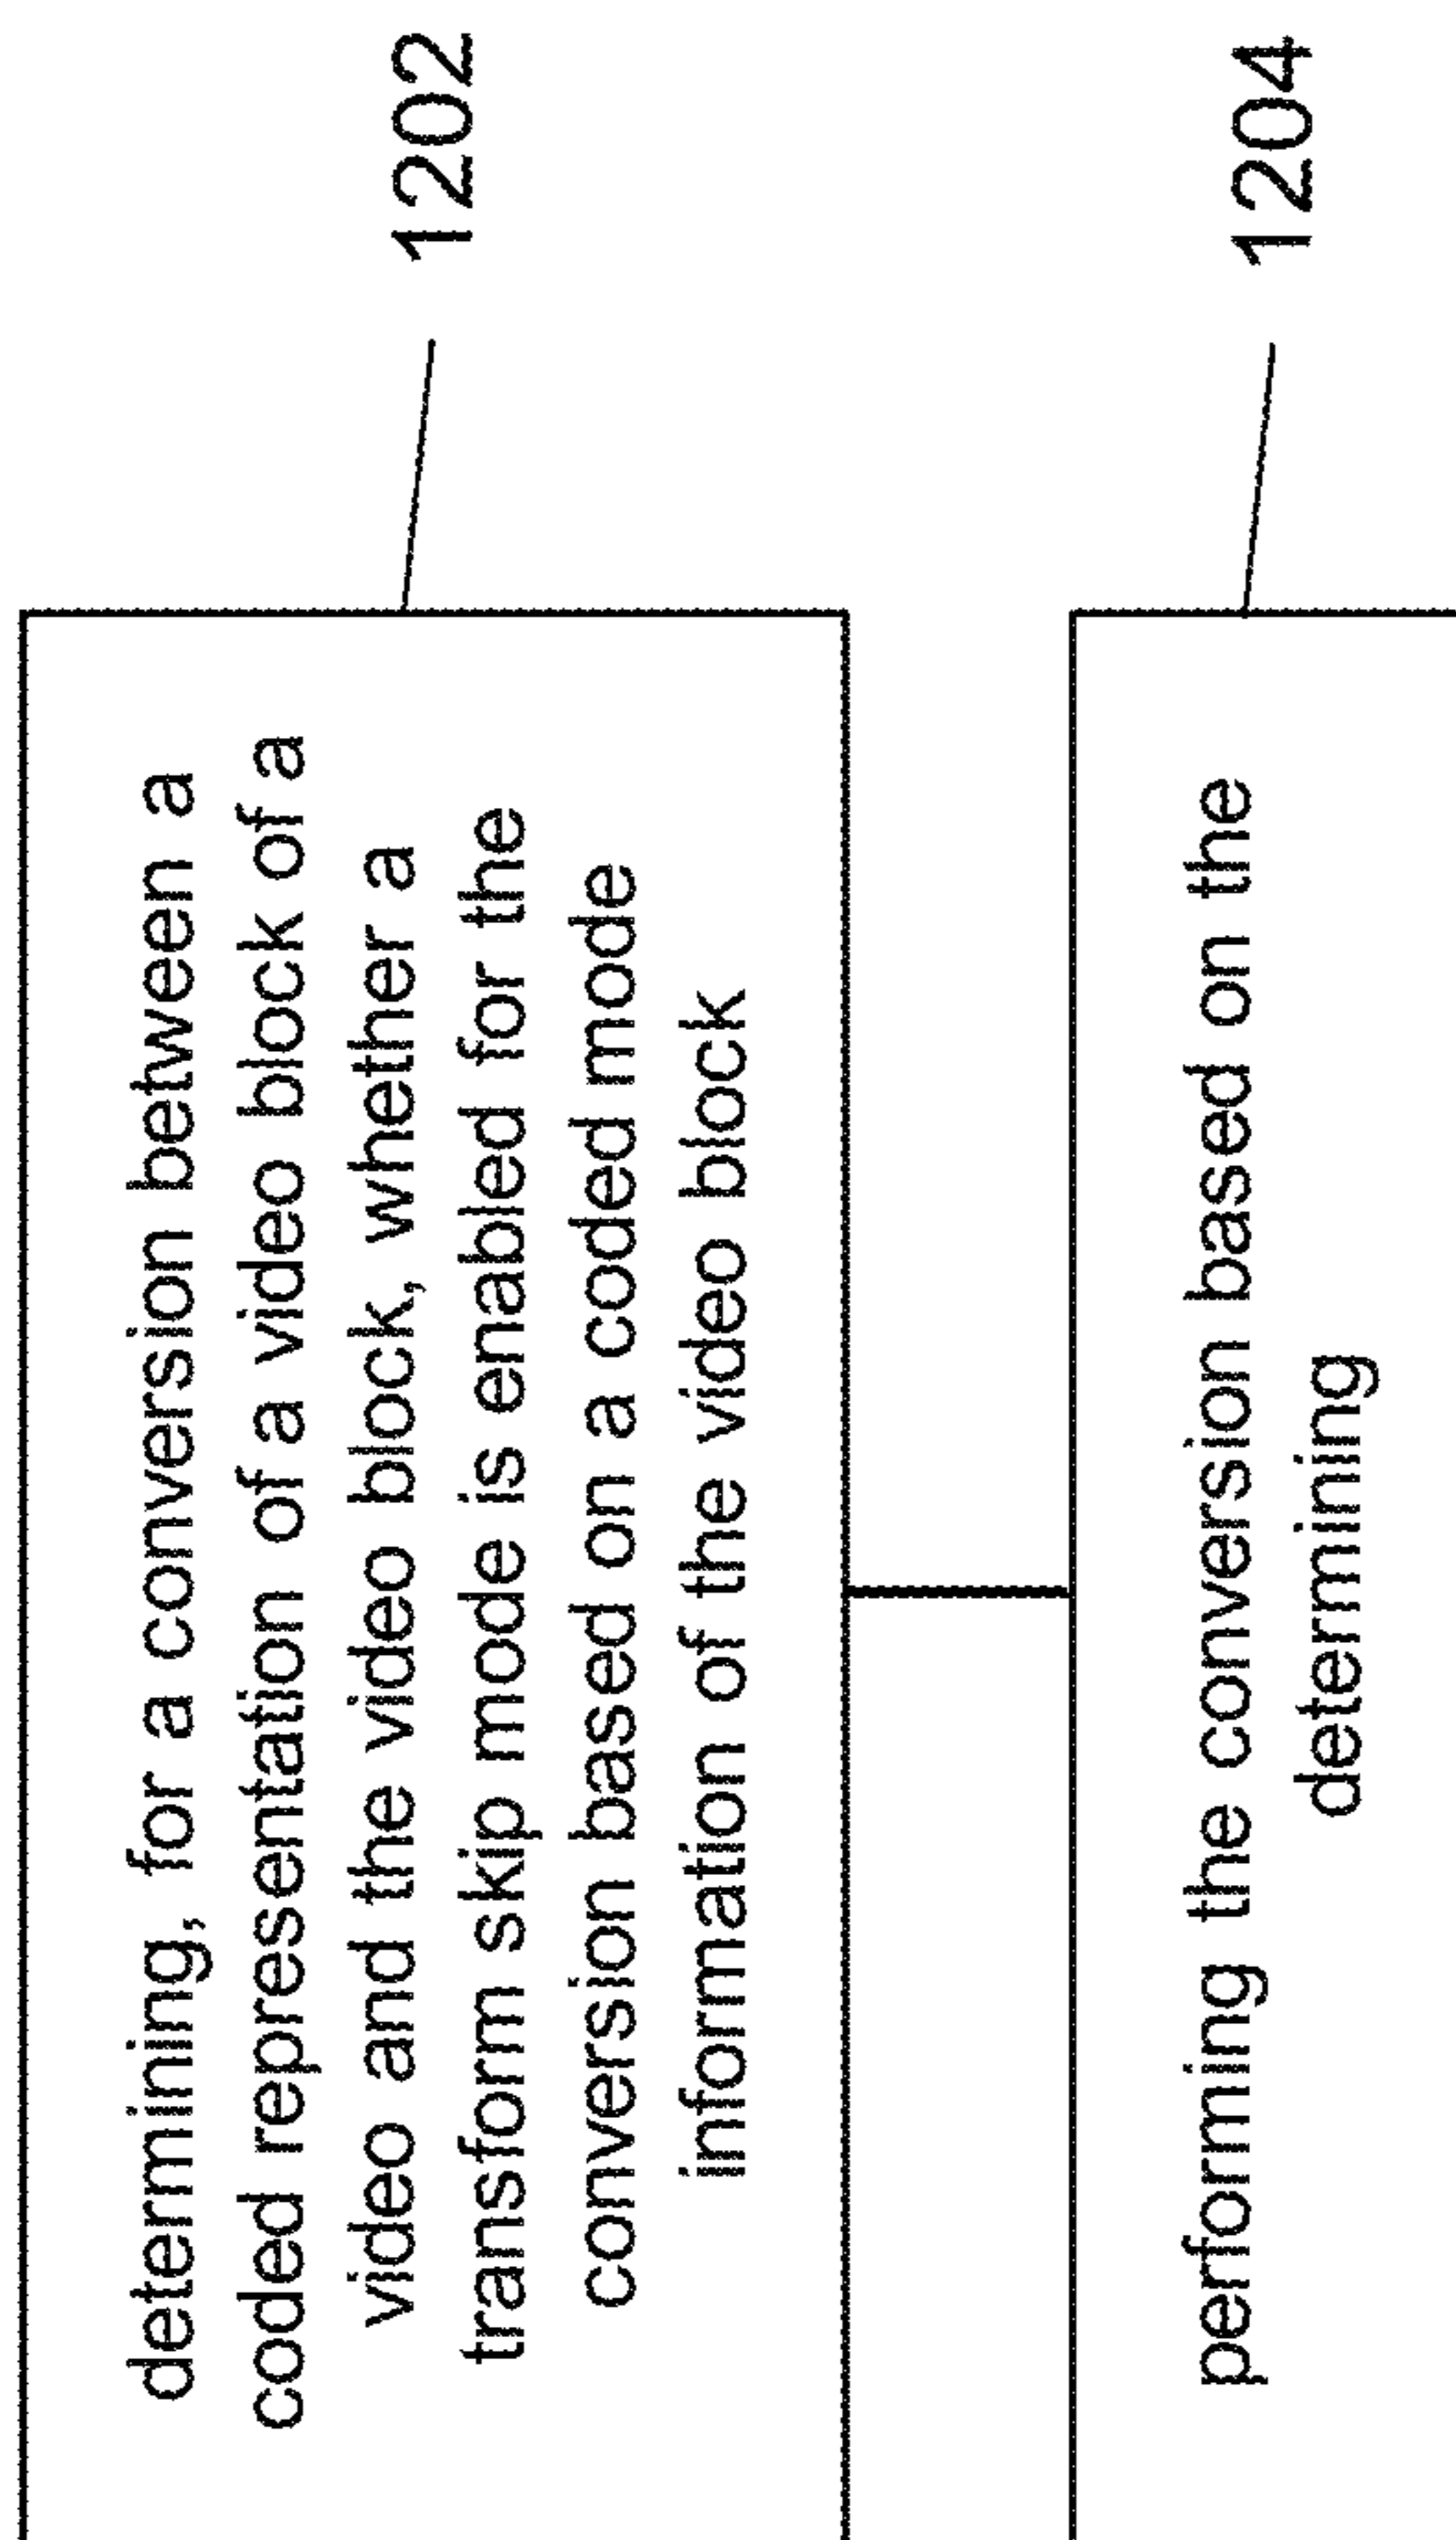 determining, for a conversion between a
coded representation of a video block of a
video and the video block, whether a
transform skip mode is enabled for the
conversion based on a coded mode
information of the video block
1202
performing the conversion based on the
determining
1204